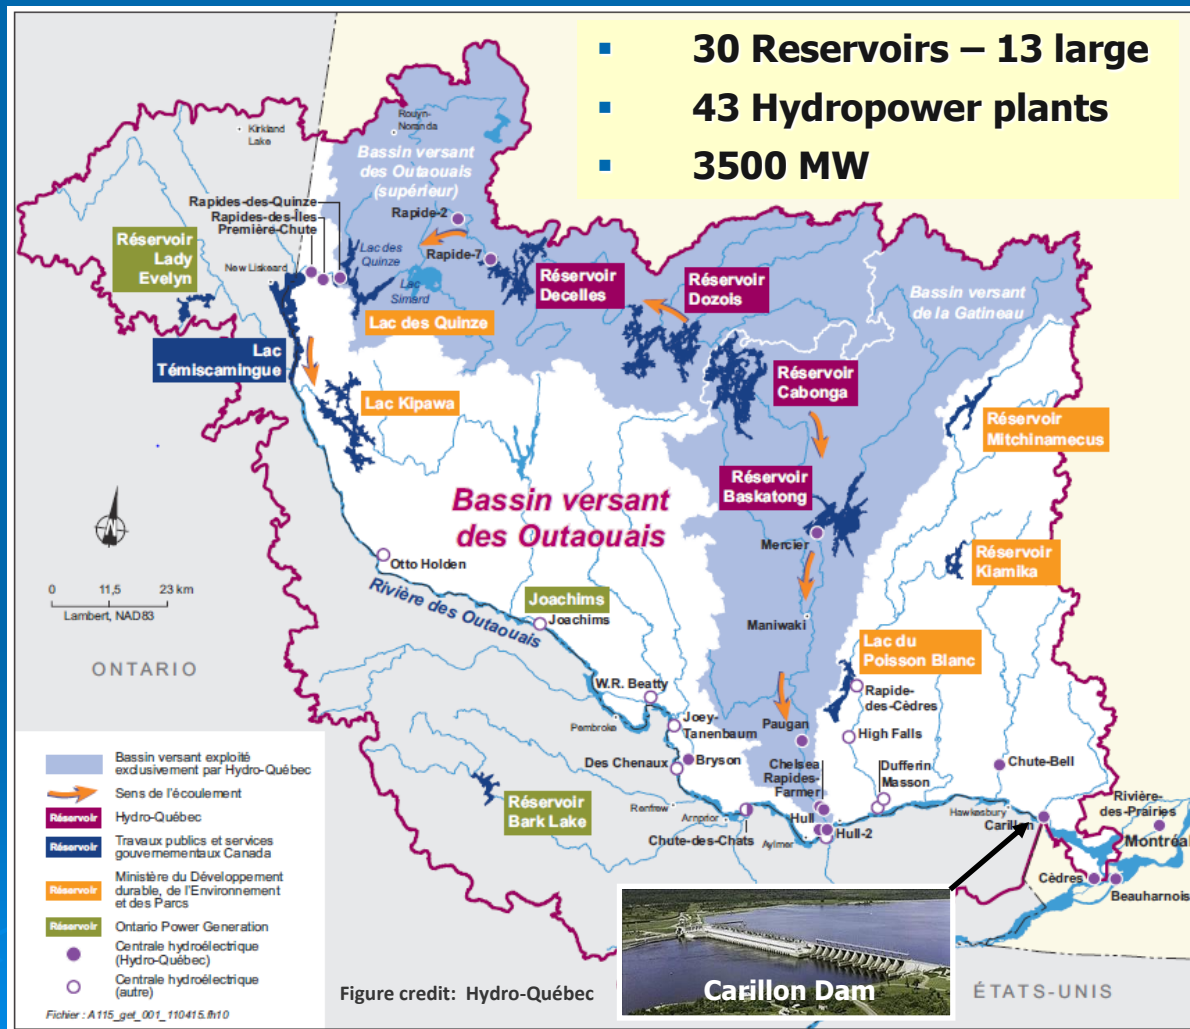 ▪ 30 Reservoirs – 13 large
▪ 43 Hydropower plants
▪ 3500 MW
Kirkland
Lake
Rouyn-
Noranda
Bassin versant
des Outaouais
(supérieur)
Rapides-des-Quinze
Rapides-des-Îles
Première-Chute
Rapide-2
Réservoir
Lady
Evelyn
New Liskeard
Lac des
Quinze
Rapide-7
Lac
Simard
Réservoir
Decelles
Réservoir
Dozois
Bassin versant
de la Gatineau
Lac des Quinze
Lac
Témiscamingue
Lac Kipawa
Réservoir
Cabonga
Réservoir
Mitchinamecus
Réservoir
Baskatong
Bassin versant
des Outaouais
Mercier
Réservoir
Kiamika
N
Otto Holden
0 11,5 23 km
Lambert, NAD83
Rivière des Outaouais
Joachims
Joachims
Maniwaki
Lac du
Poisson Blanc
ONTARIO
W.R. Beatty
Rapide-
des-Cèdres
Pembroke
Joey-
Tanenbaum
Paugan
High Falls
Des Chenaux
Bryson
Chelsea
Rapides-
Farmer
Dufferin
Masson
Chute-Bell
Réservoir
Bark Lake
Renfrew
Arnprior
Chute-des-Chats
Aylmer
Hull
Hull-2
Hawkesbury
Carillon
Rivière-
des-Prairies
Montréal
Cèdres
Beauharnois
Bassin versant exploité
exclusivement par Hydro-Québec
Sens de l'écoulement
Réservoir Hydro-Québec
Réservoir Travaux publics et services
gouvernementaux Canada
Réservoir Ministère du Développement
durable, de l'Environnement
et des Parcs
Réservoir Ontario Power Generation
Centrale hydroélectrique
(Hydro-Québec)
Centrale hydroélectrique
(autre)
Fichier : A115_get_001_110415.fh10
Figure credit: Hydro-Québec
Carillon Dam
ÉTATS-UNIS